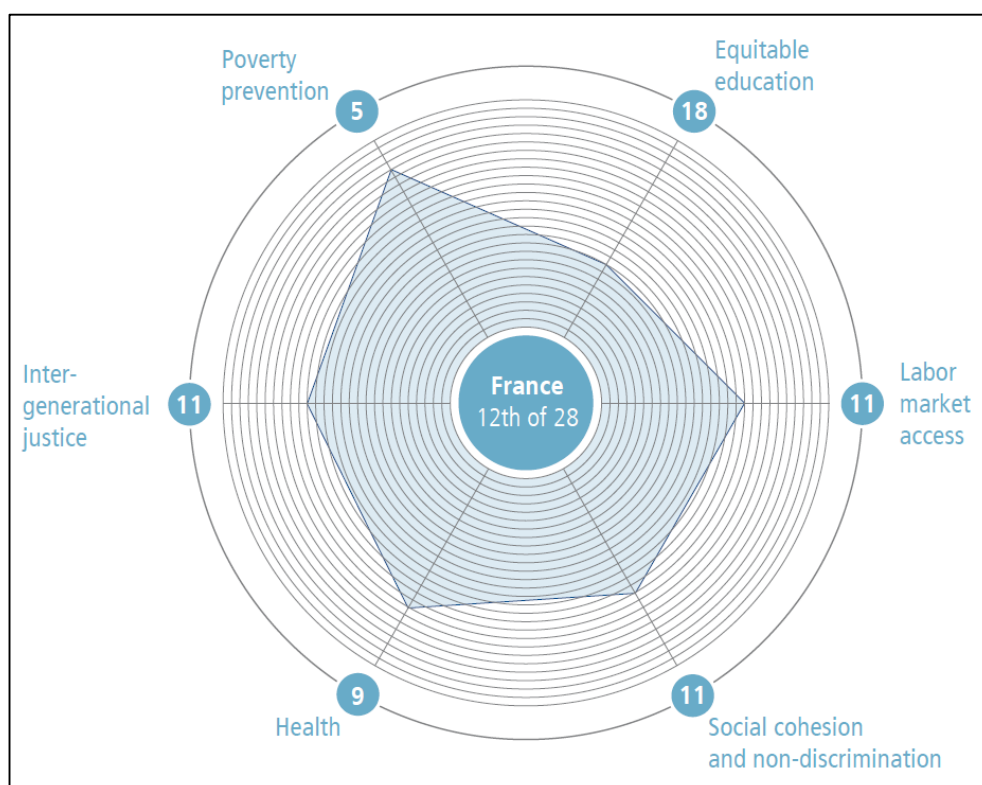 Poverty
prevention
5
Equitable
education
18
Inter-
generational
justice
11
France
12th of 28
11
Labor
market
access
9
Health
11
Social cohesion
and non-discrimination